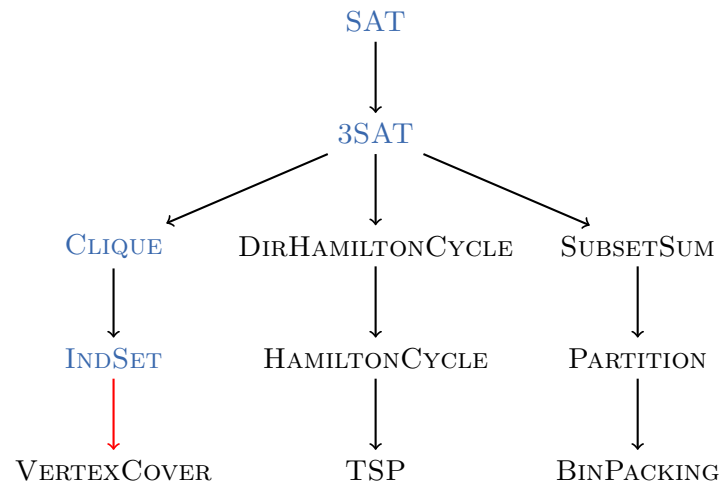 SAT
3SAT
CLIQUE DIRHAMILTONCYCLE SUBSETSUM
INDSET HAMILTONCYCLE PARTITION
VERTEXCOVER TSP BINPACKING